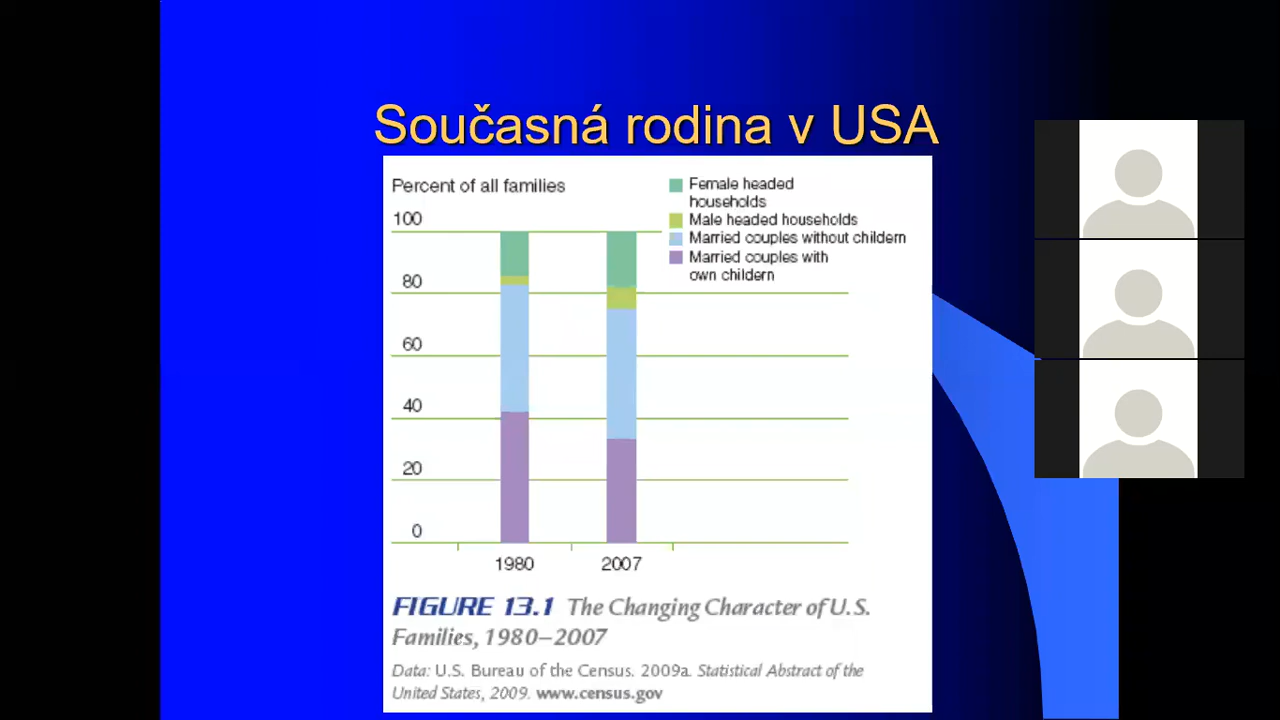 Současná rodina v USA
Percent of all families
Female headed
households
Male headed households
Married couples without childern
Married couples with
own childern
100
80
60
40
20
0
1980 2007
FIGURE 13.1 The Changing Character of U.S.
Families, 1980–2007
Data: U.S. Bureau of the Census. 2009a. Statistical Abstract of the
United States, 2009. www.census.gov